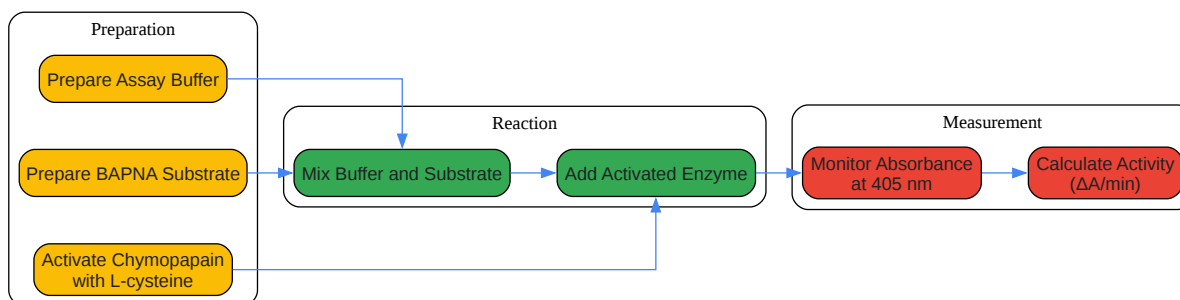 Preparation
Prepare Assay Buffer
Prepare BAPNA Substrate
Activate Chymopapain
with L-cysteine
Reaction
Mix Buffer and Substrate
Add Activated Enzyme
Measurement
Monitor Absorbance
at 405 nm
Calculate Activity
(ΔA/min)